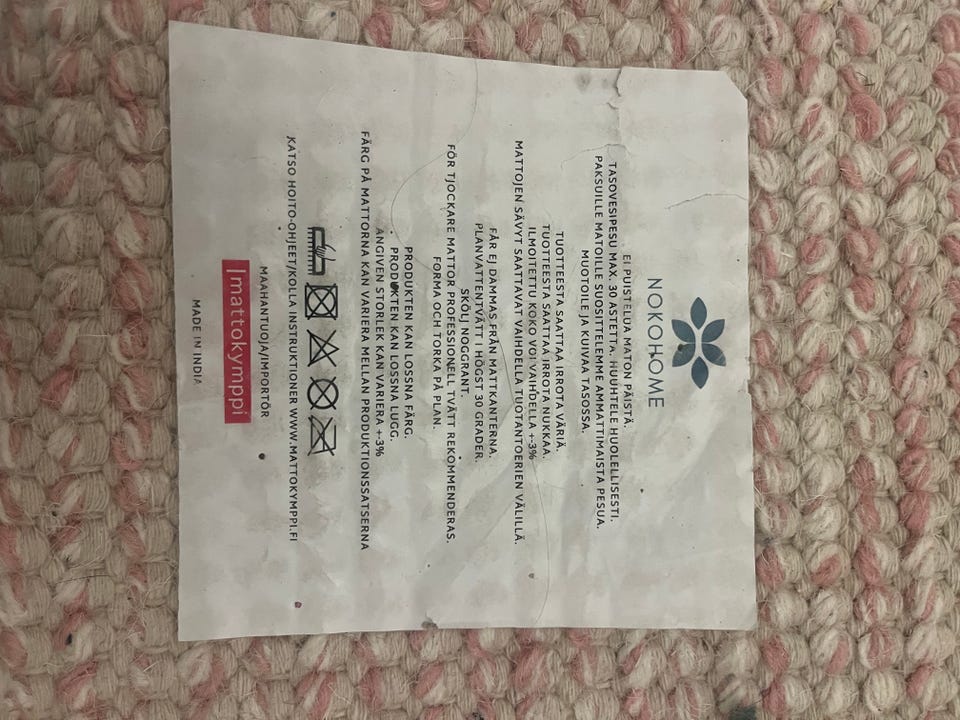 NOKOHOME
EI PUISTELUA MATON PÄISTÄ.
TASOVESIPESU MAX. 30 ASTETTA. HUUHTELE HUOLELLISESTI.
PAKSUILLE MATOILLE SUOSITTELEMME AMMATTIMAISTA PESUA.
MUOTOILE JA KUIVAA TASOSSA.
TUOTTEESTA SAATTAA IRROTA VÄRIÄ.
TUOTTEESTA SAATTAA IRROTA NUKKAA.
ILMOITETTU KOKO VOI VAIHDELLA +-3%
MATTOJEN SÄVYT SAATTAVAT VAIHDELLA TUOTANTOERIEN VÄLILLÄ.
FÅR EJ DAMMAS FRÅN MATTKANTERNA.
PLANVATTENTVÄTT I HÖGST 30 GRADER.
SKÖLJ NOGGRANT.
FÖR TJOCKARE MATTOR PROFESSIONELL TVÄTT REKOMMENDERAS.
FORMA OCH TORKA PÅ PLAN.
PRODUKTEN KAN LOSSNA FÄRG.
PRODUKTEN KAN LOSSNA LUGG.
ANGIVEN STORLEK KAN VARIERA +-3%
FÄRG PÅ MATTORNA KAN VARIERA MELLAN PRODUKTIONSSATSERNA
KATSO HOITO-OHJEET/KOLLA INSTRUKTIONER WWW.MATTOKYMPPI.FI
MAAHANTUOJA/IMPORTÖR
mattokymppi
MADE IN INDIA